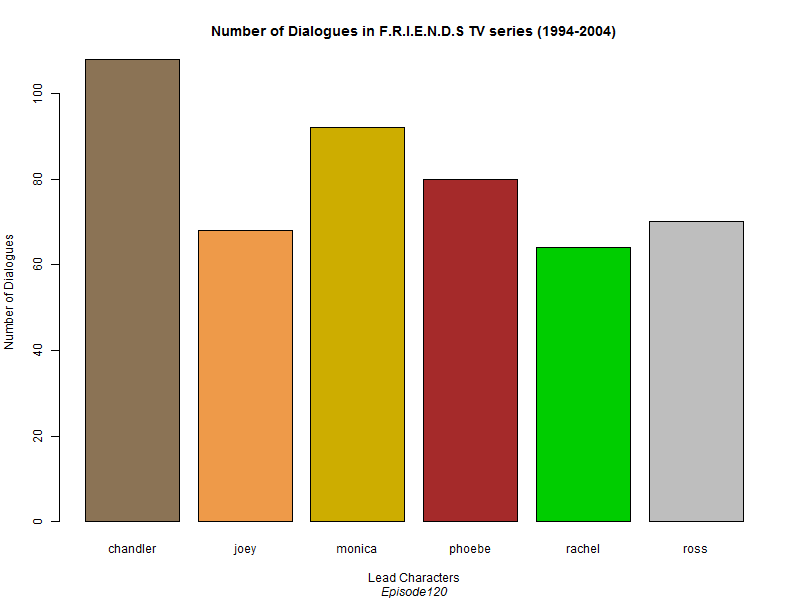 Number of Dialogues in F.R.I.E.N.D.S TV series (1994-2004)
Number of Dialogues
100
80
60
40
20
0
chandler joey monica phoebe rachel ross
Lead Characters
Episode120